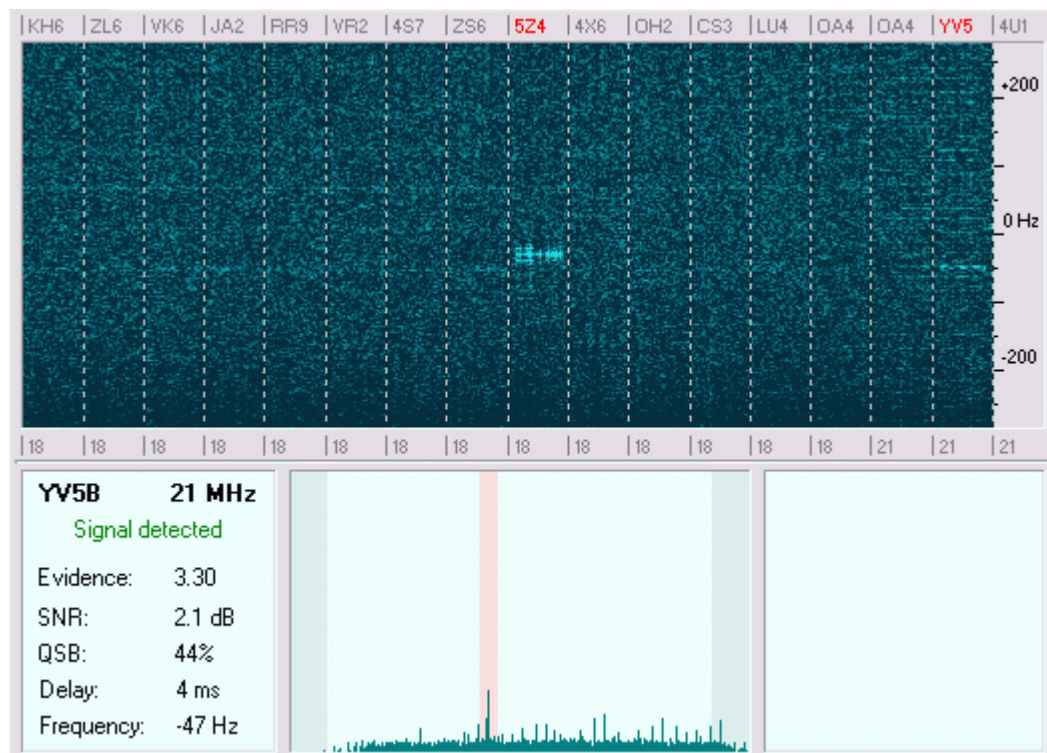 KH6 ZL6 VK6 JA2 RR9 VR2 4S7 ZS6 5Z4 4X6 OH2 CS3 LU4 OA4 OA4 YV5 4U1
+200
0 Hz
-200
18 18 18 18 18 18 18 18 18 18 18 18 18 18 21 21 21
YV5B 21 MHz
Signal detected
Evidence: 3.30
SNR: 2.1 dB
QSB: 44%
Delay: 4 ms
Frequency: -47 Hz